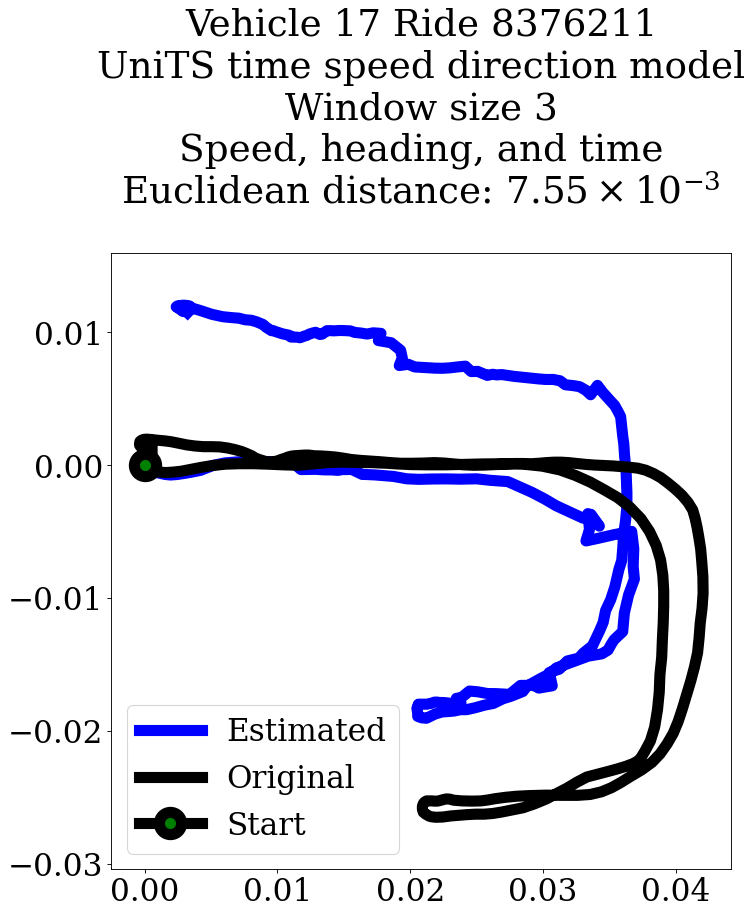 Vehicle 17 Ride 8376211
UniTS time speed direction model
Window size 3
Speed, heading, and time
Euclidean distance: 7.55 × 10⁻³
0.01
0.00
−0.01
−0.02
−0.03
Estimated
Original
Start
0.00 0.01 0.02 0.03 0.04